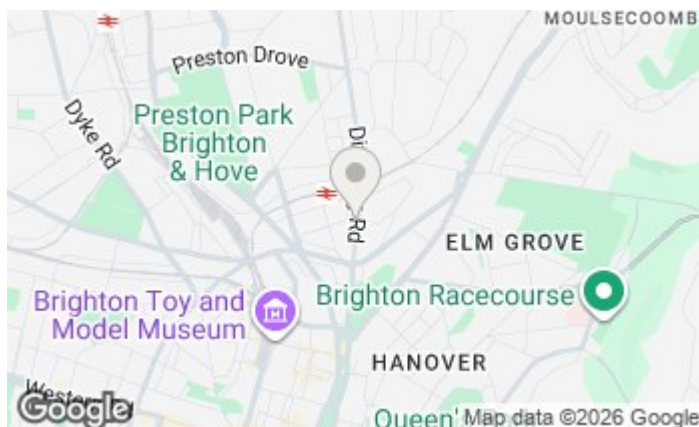 MOULSECOOMB
Preston Drove
Dyke Rd
Preston Park
Brighton
& Hove
Rd
ELM GROVE
Brighton Racecourse
Brighton Toy and
Model Museum
HANOVER
Google
Map data ©2026 Google